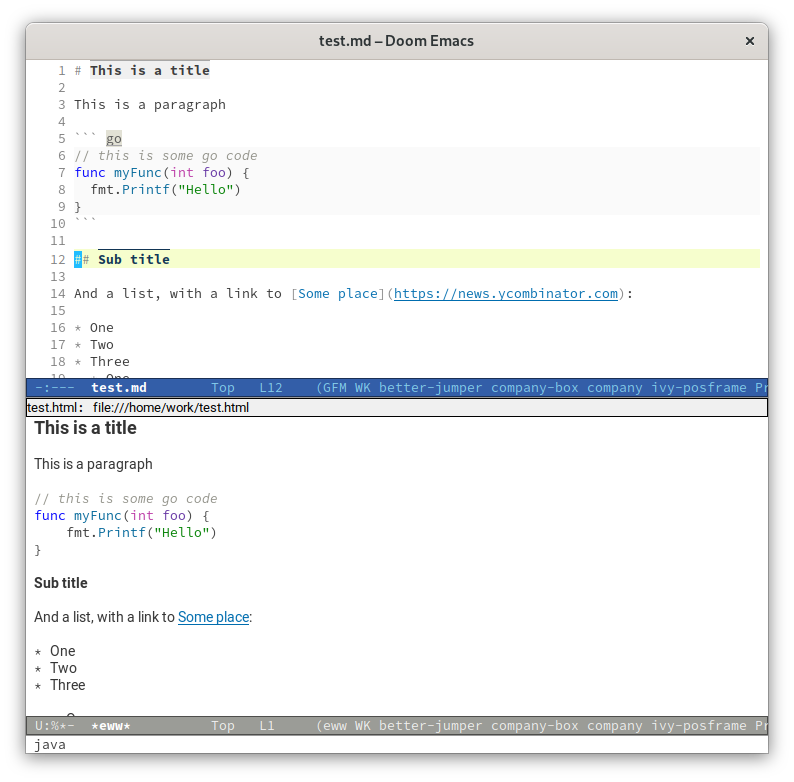 test.md – Doom Emacs ×
1 # This is a title
2
3 This is a paragraph
4
5 ``` go
6 // this is some go code
7 func myFunc(int foo) {
8   fmt.Printf("Hello")
9 }
10 ```
11
12 ## Sub title
13
14 And a list, with a link to [Some place](https://news.ycombinator.com):
15
16 * One
17 * Two
18 * Three
19   * One
-:---  test.md        Top   L12    (GFM WK better-jumper company-box company ivy-posframe Pr
test.html: file:///home/work/test.html
This is a title
This is a paragraph
// this is some go code
func myFunc(int foo) {
    fmt.Printf("Hello")
}
Sub title
And a list, with a link to Some place:
* One
* Two
* Three
U:%*-  *eww*          Top   L1     (eww WK better-jumper company-box company ivy-posframe Pr
java